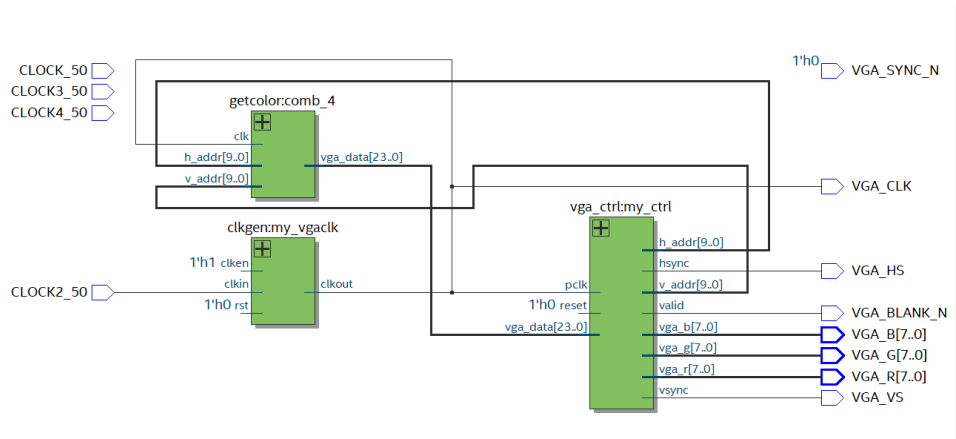 CLOCK_50
CLOCK3_50
CLOCK4_50
getcolor:comb_4
clk
h_addr[9..0]
v_addr[9..0]
vga_data[23..0]
clkgen:my_vgaclk
1'h1 clken
clkin
1'h0 rst
clkout
CLOCK2_50
vga_ctrl:my_ctrl
pclk
1'h0 reset
vga_data[23..0]
h_addr[9..0]
hsync
v_addr[9..0]
valid
vga_b[7..0]
vga_g[7..0]
vga_r[7..0]
vsync
1'h0
VGA_SYNC_N
VGA_CLK
VGA_HS
VGA_BLANK_N
VGA_B[7..0]
VGA_G[7..0]
VGA_R[7..0]
VGA_VS